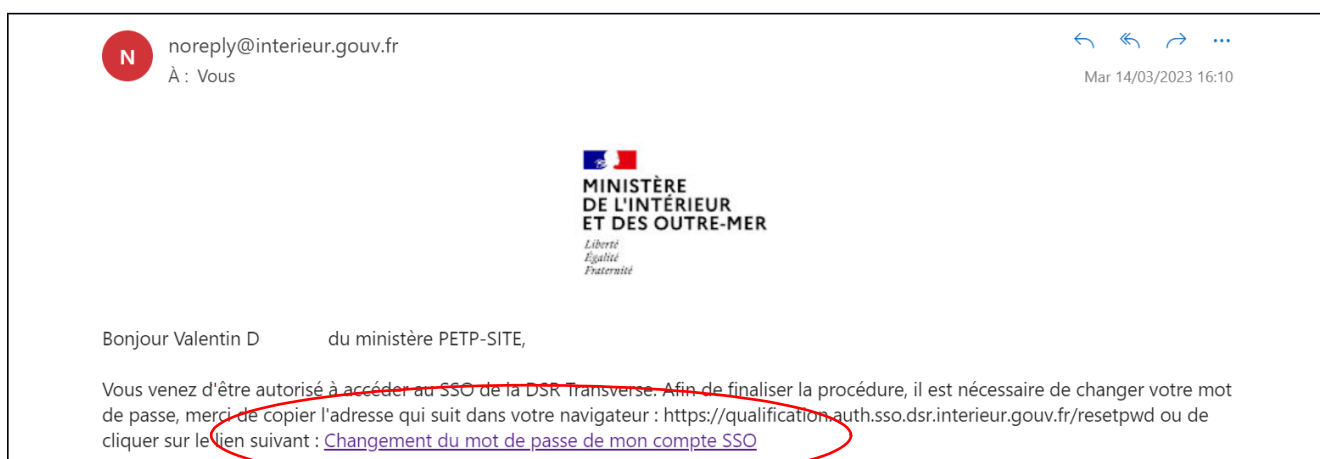 N
noreply@interieur.gouv.fr
À : Vous
Mar 14/03/2023 16:10
MINISTÈRE
DE L'INTÉRIEUR
ET DES OUTRE-MER
Liberté
Égalité
Fraternité
Bonjour Valentin D du ministère PETP-SITE,
Vous venez d'être autorisé à accéder au SSO de la DSR Transverse. Afin de finaliser la procédure, il est nécessaire de changer votre mot
de passe, merci de copier l'adresse qui suit dans votre navigateur : https://qualification.auth.sso.dsr.interieur.gouv.fr/resetpwd ou de
cliquer sur le lien suivant : Changement du mot de passe de mon compte SSO